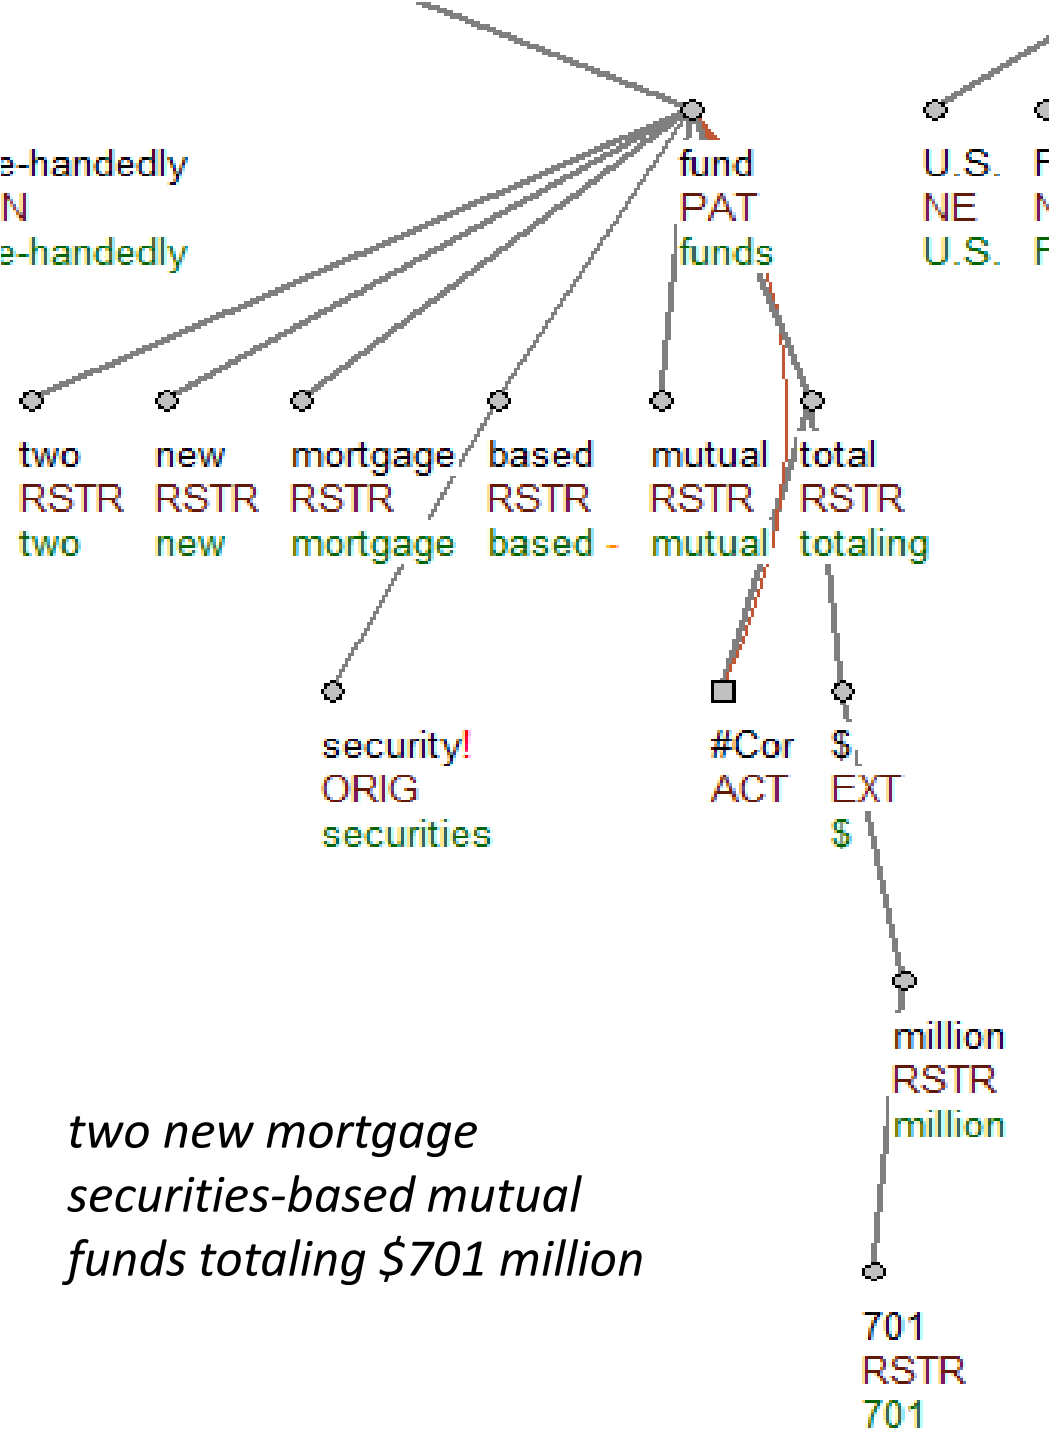 fund U.S. F
e-handedly PAT NE N
N funds U.S. F
e-handedly
two new mortgage based mutual total
RSTR RSTR RSTR RSTR RSTR RSTR
two new mortgage based - mutual totaling
security! #Cor $
ORIG ACT EXT
securities $
million
RSTR
million
two new mortgage
securities-based mutual
funds totaling $701 million
701
RSTR
701